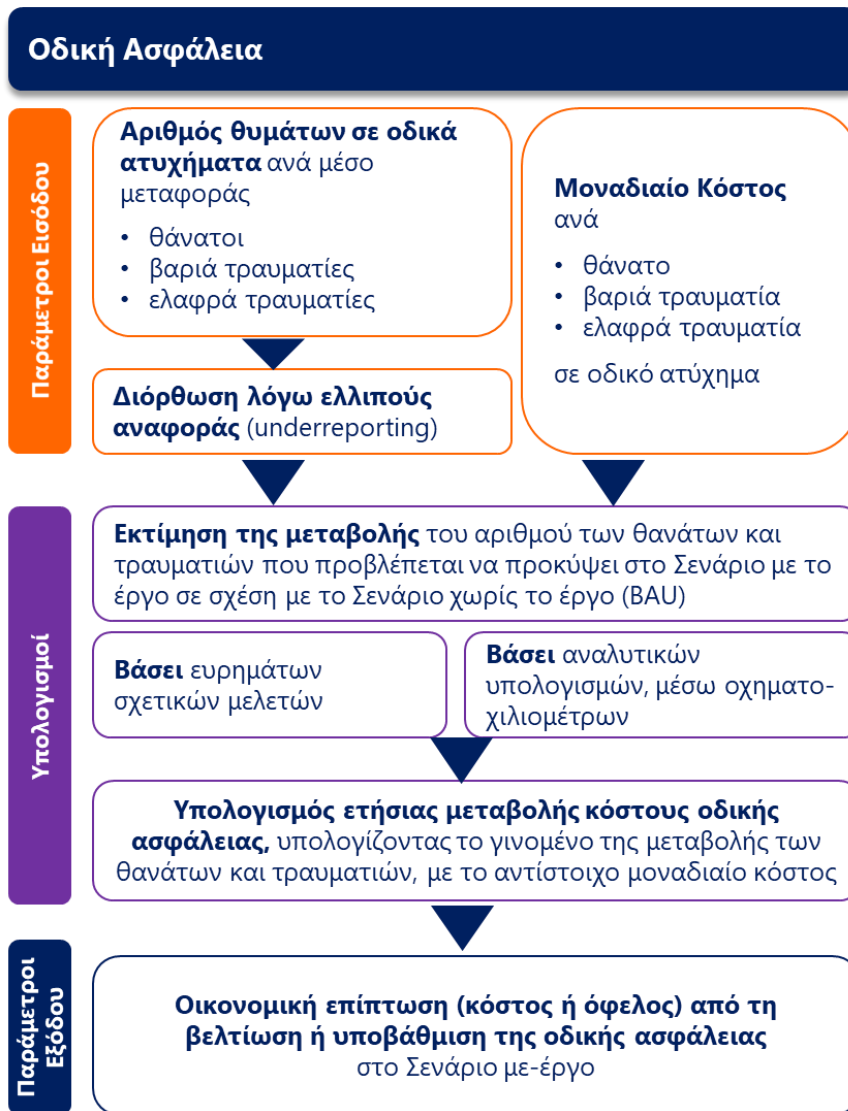 Οδική Ασφάλεια
Παράμετροι Εισόδου
Αριθμός θυμάτων σε οδικά
ατυχήματα ανά μέσο
μεταφοράς
• θάνατοι
• βαριά τραυματίες
• ελαφρά τραυματίες
Μοναδιαίο Κόστος
ανά
• θάνατο
• βαριά τραυματία
• ελαφρά τραυματία
σε οδικό ατύχημα
Διόρθωση λόγω ελλιπούς
αναφοράς (underreporting)
Υπολογισμοί
Εκτίμηση της μεταβολής του αριθμού των θανάτων και
τραυματιών που προβλέπεται να προκύψει στο Σενάριο με το
έργο σε σχέση με το Σενάριο χωρίς το έργο (BAU)
Βάσει ευρημάτων
σχετικών μελετών
Βάσει αναλυτικών
υπολογισμών, μέσω οχηματο-
χιλιομέτρων
Υπολογισμός ετήσιας μεταβολής κόστους οδικής
ασφάλειας, υπολογίζοντας το γινομένο της μεταβολής των
θανάτων και τραυματιών, με το αντίστοιχο μοναδιαίο κόστος
Παράμετροι
Εξόδου
Οικονομική επίπτωση (κόστος ή όφελος) από τη
βελτίωση ή υποβάθμιση της οδικής ασφάλειας
στο Σενάριο με-έργο